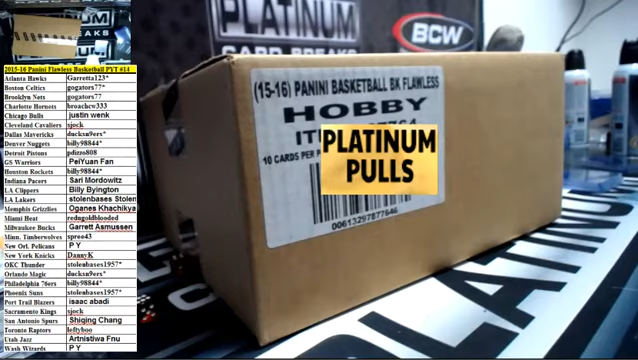 PLATINUM
CARD BREAKS
BCW
2015-16 Panini Flawless Basketball PYT #14
Atlanta Hawks Garretta123*
Boston Celtics gogators77*
Brooklyn Nets gogators77
Charlotte Hornets broachcw333
Chicago Bulls justin wenk
Cleveland Cavaliers sjock
Dallas Mavericks ducksn9ers*
Denver Nuggets billy98844*
Detroit Pistons pdizzo808
GS Warriors PeiYuan Fan
Houston Rockets billy98844*
Indiana Pacers Sari Mordowitz
LA Clippers Billy Byington
LA Lakers stolenbases Stolen
Memphis Grizzlies Oganes Khachikya
Miami Heat redngoldblooded
Milwaukee Bucks Garrett Asmussen
Minn. Timberwolves spree43
New Orl. Pelicans P Y
New York Knicks DannyK
OKC Thunder stolenbases1957*
Orlando Magic ducksn9ers*
Philadelphia 76ers billy98844*
Phoenix Suns stolenbases1957*
Port Trail Blazers isaac abadi
Sacramento Kings sjock
San Antonio Spurs Shiqing Chang
Toronto Raptors leftyboo
Utah Jazz Artnistiwa Fnu
Wash Wizards P Y
(15-16) PANINI BASKETBALL BK FLAWLESS
HOBBY
10 CARDS PER
00613297877646
PLATINUM
PULLS
PLATINUM